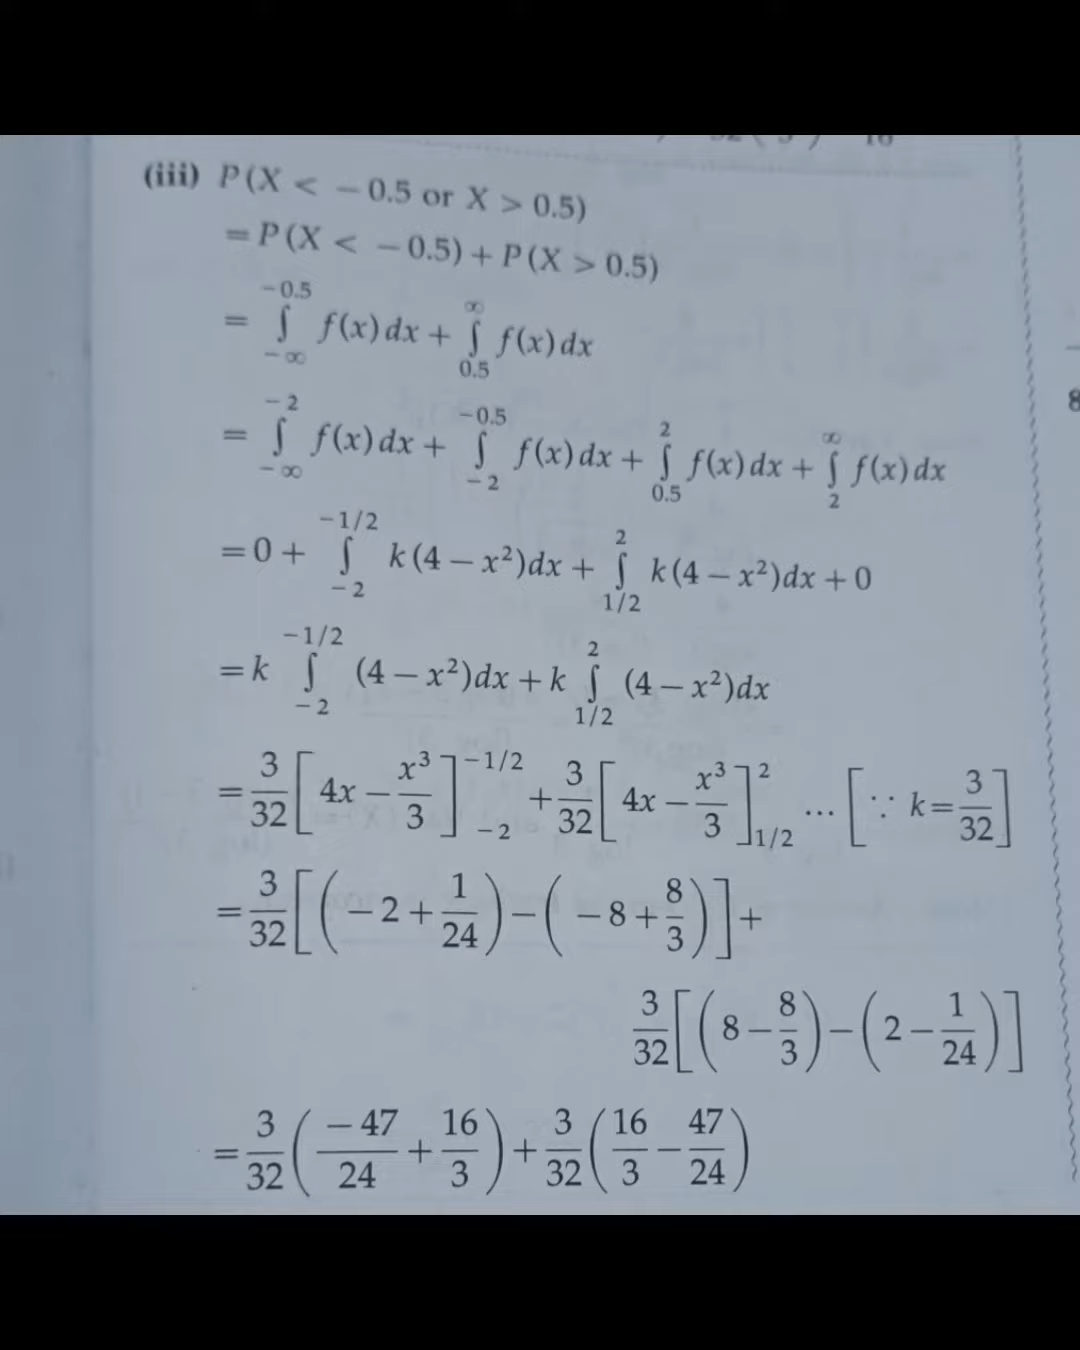 (iii) P(X < – 0.5 or X > 0.5)
= P(X < – 0.5) + P(X > 0.5)
= ∫_{–∞}^{–0.5} f(x) dx + ∫_{0.5}^{∞} f(x) dx
= ∫_{–∞}^{–2} f(x) dx + ∫_{–2}^{–0.5} f(x) dx + ∫_{0.5}^{2} f(x) dx + ∫_{2}^{∞} f(x) dx
= 0 + ∫_{–2}^{–1/2} k(4 – x²)dx + ∫_{1/2}^{2} k(4 – x²)dx + 0
= k ∫_{–2}^{–1/2} (4 – x²)dx + k ∫_{1/2}^{2} (4 – x²)dx
= 3/32 [4x – x³/3]_{–2}^{–1/2} + 3/32 [4x – x³/3]_{1/2}^{2} ... [∵ k = 3/32]
= 3/32 [(–2 + 1/24) – (–8 + 8/3)] +
3/32 [(8 – 8/3) – (2 – 1/24)]
= 3/32 (–47/24 + 16/3) + 3/32 (16/3 – 47/24)
8